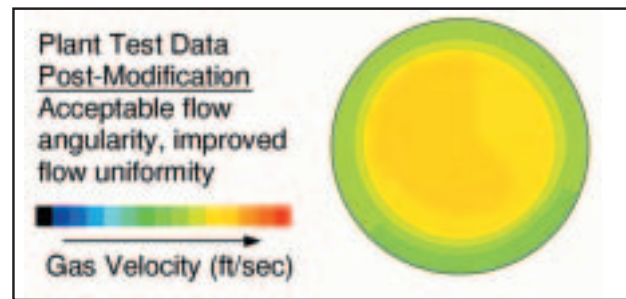 Plant Test Data
Post-Modification
Acceptable flow
angularity, improved
flow uniformity
Gas Velocity (ft/sec)